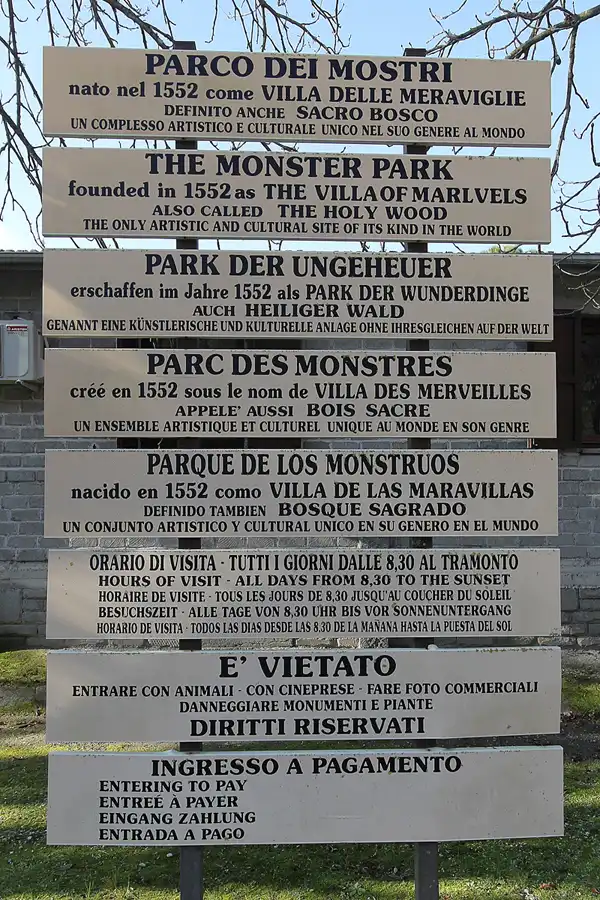 PARCO DEI MOSTRI
nato nel 1552 come VILLA DELLE MERAVIGLIE
DEFINITO ANCHE SACRO BOSCO
UN COMPLESSO ARTISTICO E CULTURALE UNICO NEL SUO GENERE AL MONDO
THE MONSTER PARK
founded in 1552 as THE VILLA OF MARLVELS
ALSO CALLED THE HOLY WOOD
THE ONLY ARTISTIC AND CULTURAL SITE OF ITS KIND IN THE WORLD
PARK DER UNGEHEUER
erschaffen im Jahre 1552 als PARK DER WUNDERDINGE
AUCH HEILIGER WALD
GENANNT EINE KÜNSTLERISCHE UND KULTURELLE ANLAGE OHNE IHRESGLEICHEN AUF DER WELT
PARC DES MONSTRES
créé en 1552 sous le nom de VILLA DES MERVEILLES
APPELE' AUSSI BOIS SACRE
UN ENSEMBLE ARTISTIQUE ET CULTUREL UNIQUE AU MONDE EN SON GENRE
PARQUE DE LOS MONSTRUOS
nacido en 1552 como VILLA DE LAS MARAVILLAS
DEFINIDO TAMBIEN BOSQUE SAGRADO
UN CONJUNTO ARTISTICO Y CULTURAL UNICO EN SU GENERO EN EL MUNDO
ORARIO DI VISITA - TUTTI I GIORNI DALLE 8,30 AL TRAMONTO
HOURS OF VISIT - ALL DAYS FROM 8,30 TO THE SUNSET
HORAIRE DE VISITE - TOUS LES JOURS DE 8,30 JUSQU'AU COUCHER DU SOLEIL
BESUCHSZEIT - ALLE TAGE VON 8,30 UHR BIS VOR SONNENUNTERGANG
HORARIO DE VISITA - TODOS LAS DIAS DESDE LAS 8.30 DE LA MAÑANA HASTA LA PUESTA DEL SOL
E' VIETATO
ENTRARE CON ANIMALI - CON CINEPRESE - FARE FOTO COMMERCIALI
DANNEGGIARE MONUMENTI E PIANTE
DIRITTI RISERVATI
INGRESSO A PAGAMENTO
ENTERING TO PAY
ENTREÉ À PAYER
EINGANG ZAHLUNG
ENTRADA A PAGO